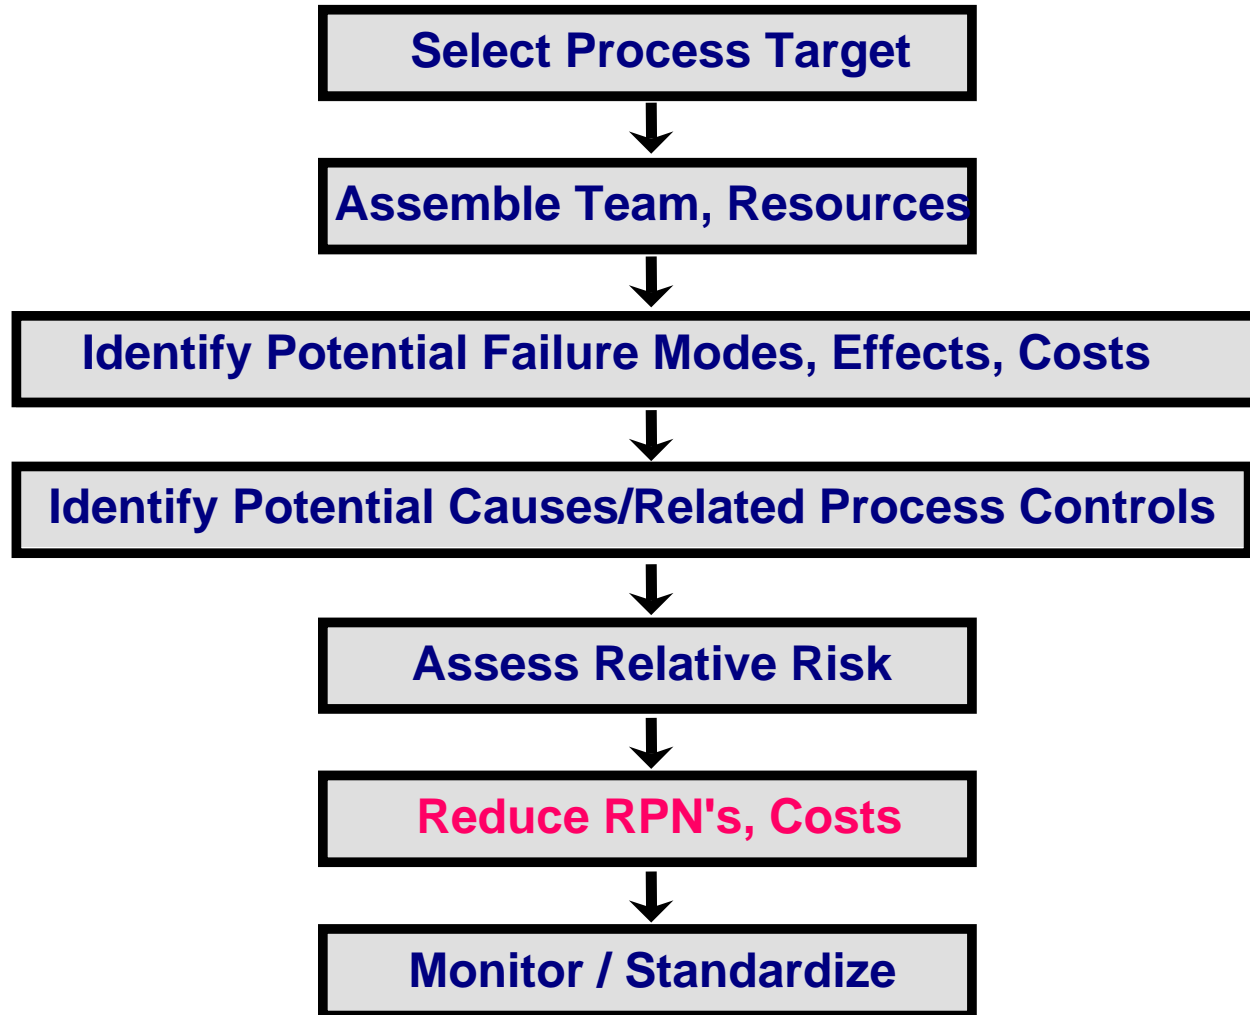 Select Process Target
Assemble Team, Resources
Identify Potential Failure Modes, Effects, Costs
Identify Potential Causes/Related Process Controls
Assess Relative Risk
Reduce RPN's, Costs
Monitor / Standardize